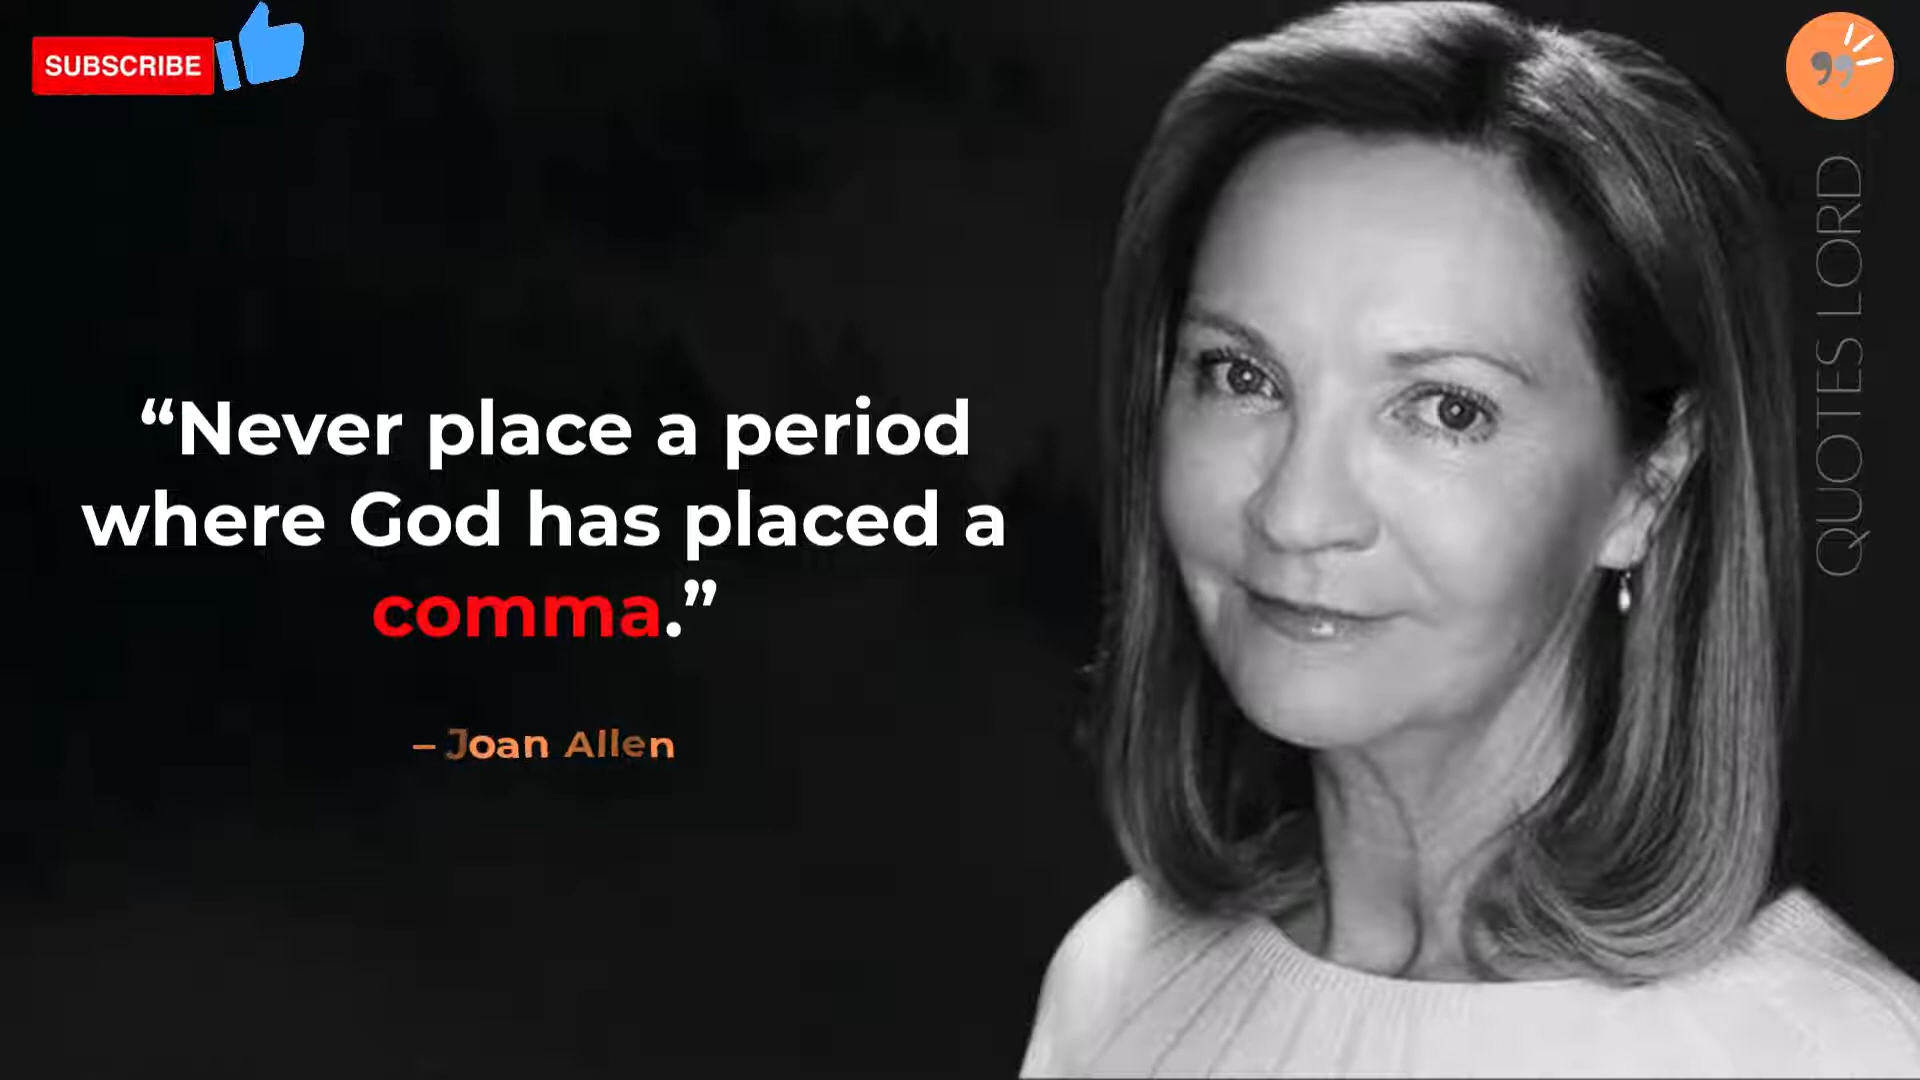 SUBSCRIBE
“Never place a period
where God has placed a
comma.”
– Joan Allen
QUOTES LORD